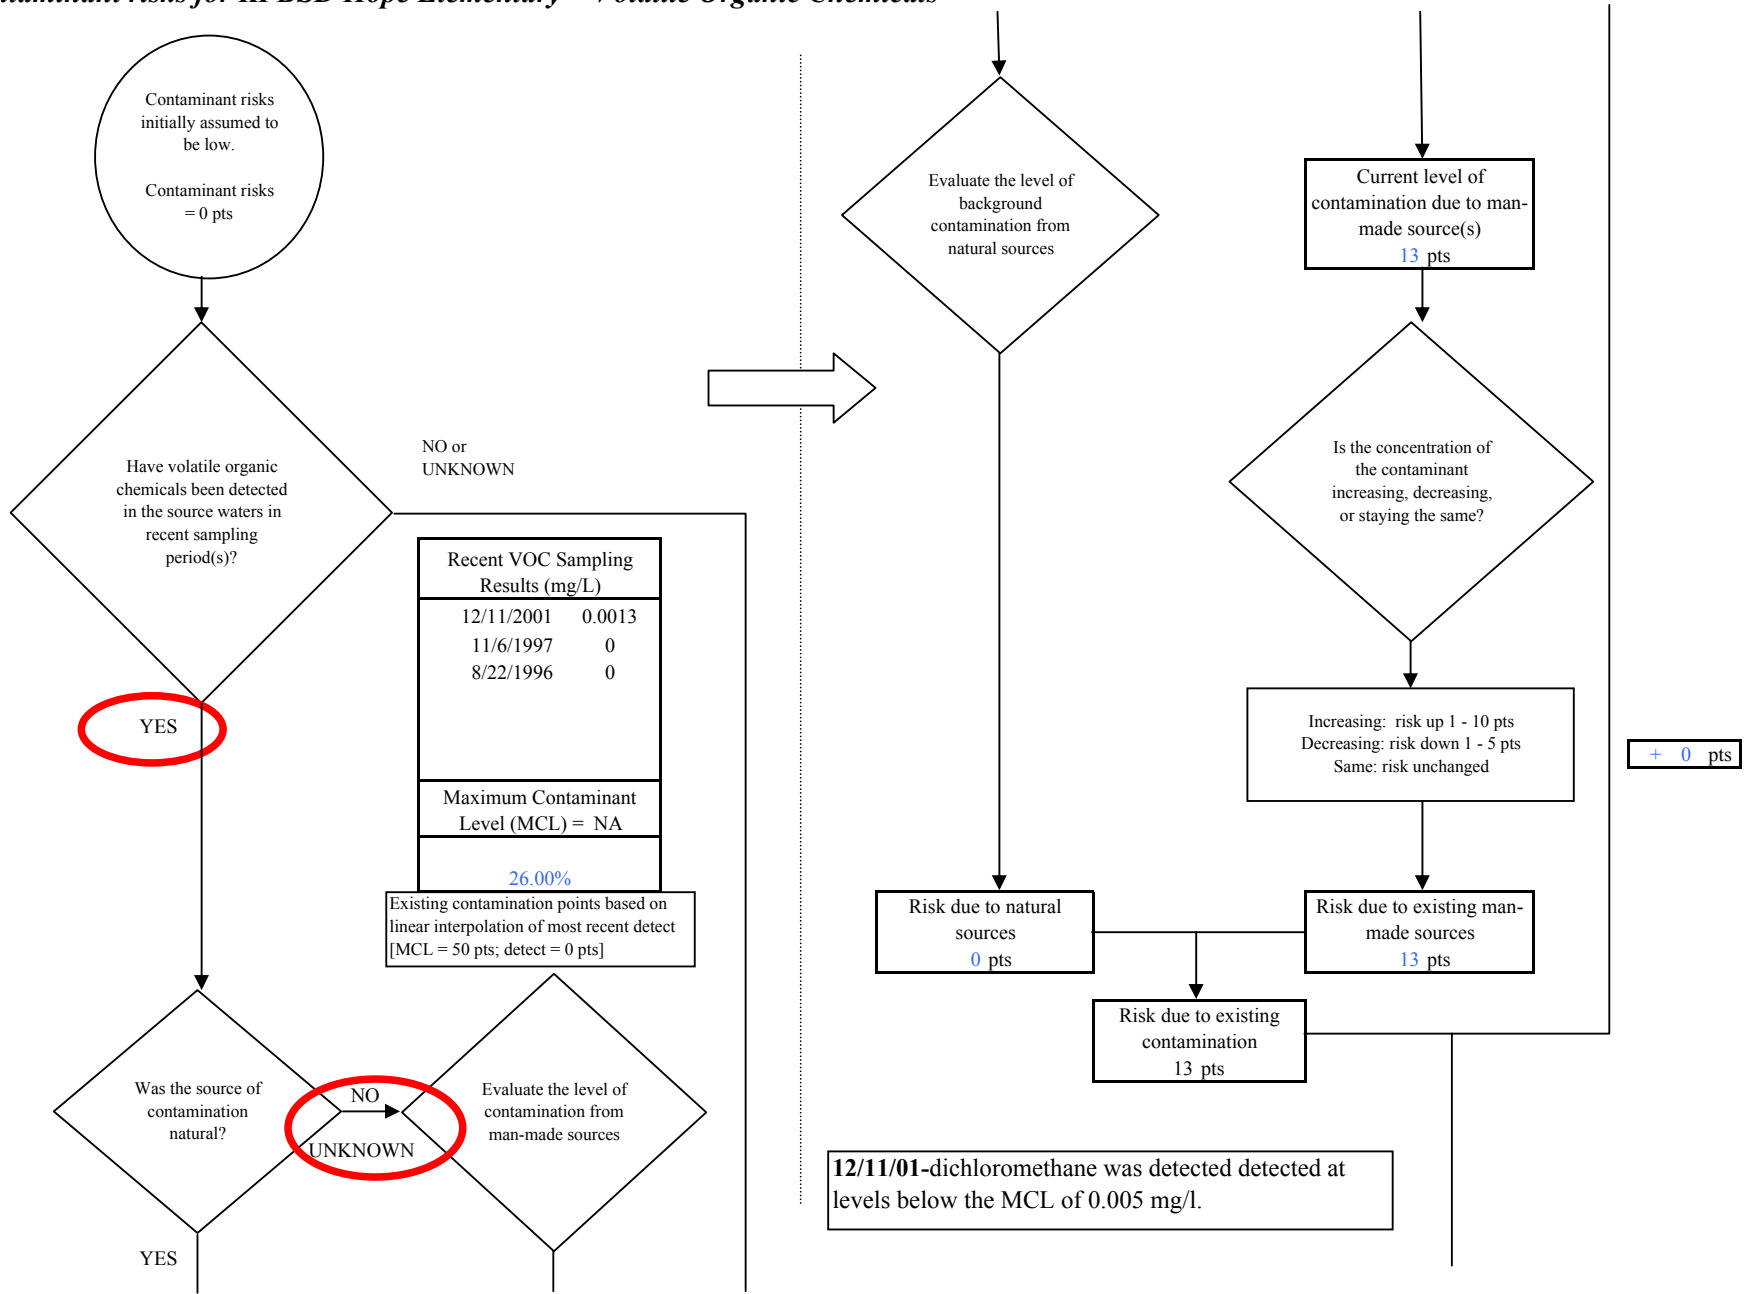 Contaminant risks
initially assumed to
be low.
Contaminant risks
= 0 pts
Have volatile organic
chemicals been detected
in the source waters in
recent sampling
period(s)?
NO or
UNKNOWN
YES
Recent VOC Sampling
Results (mg/L)
12/11/2001 0.0013
11/6/1997 0
8/22/1996 0
Maximum Contaminant
Level (MCL) = NA
26.00%
Existing contamination points based on
linear interpolation of most recent detect
[MCL = 50 pts; detect = 0 pts]
Was the source of
contamination
natural?
NO
UNKNOWN
YES
Evaluate the level of
contamination from
man-made sources
Evaluate the level of
background
contamination from
natural sources
Current level of
contamination due to man-
made source(s)
13 pts
Is the concentration of
the contaminant
increasing, decreasing,
or staying the same?
Increasing: risk up 1 - 10 pts
Decreasing: risk down 1 - 5 pts
Same: risk unchanged
+ 0 pts
Risk due to natural
sources
0 pts
Risk due to existing man-
made sources
13 pts
Risk due to existing
contamination
13 pts
12/11/01-dichloromethane was detected detected at
levels below the MCL of 0.005 mg/l.